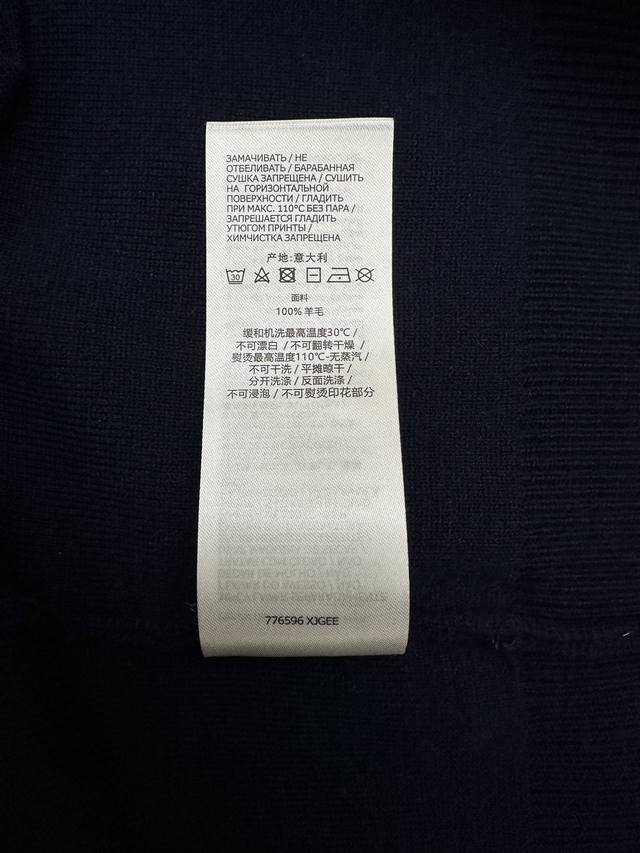 ЗАМАЧИВАТЬ / НЕ
ОТБЕЛИВАТЬ / БАРАБАННАЯ
СУШКА ЗАПРЕЩЕНА / СУШИТЬ
НА ГОРИЗОНТАЛЬНОЙ
ПОВЕРХНОСТИ / ГЛАДИТЬ
ПРИ МАКС. 110°C БЕЗ ПАРА /
ЗАПРЕШАЕТСЯ ГЛАДИТЬ
УТЮГОМ ПРИНТЫ /
ХИМЧИСТКА ЗАПРЕЩЕНА
产地:意大利
30
面料
100% 羊毛
缓和机洗最高温度30℃ /
不可漂白 / 不可翻转干燥 /
熨烫最高温度110℃-无蒸汽 /
不可干洗 / 平摊晾干 /
分开洗涤 / 反面洗涤 /
不可浸泡 / 不可熨烫印花部分
776596 XJGEE